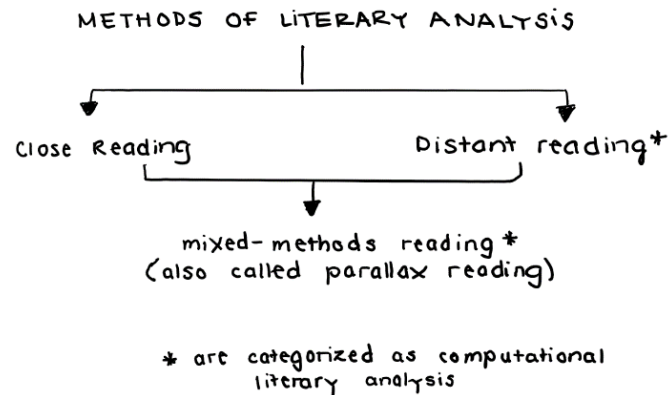 METHODS OF LITERARY ANALYSIS
Close Reading
Distant reading*
mixed-methods reading*
(also called parallax reading)
* are categorized as computational
literary analysis